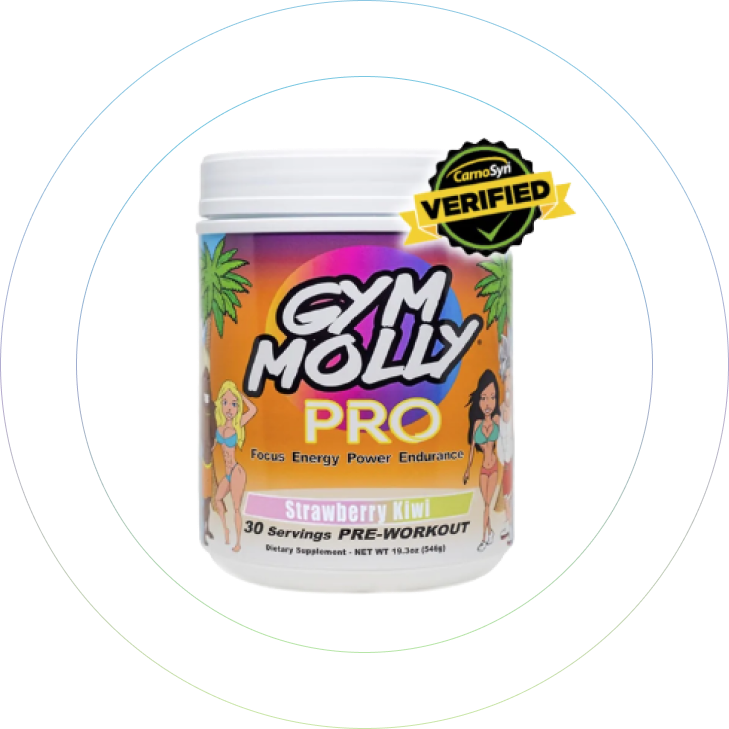 CarnoSyn
VERIFIED
GYM
MOLLY®
PRO
Focus Energy Power Endurance
Strawberry Kiwi
30 Servings PRE-WORKOUT
Dietary Supplement - NET WT 19.3oz (546g)